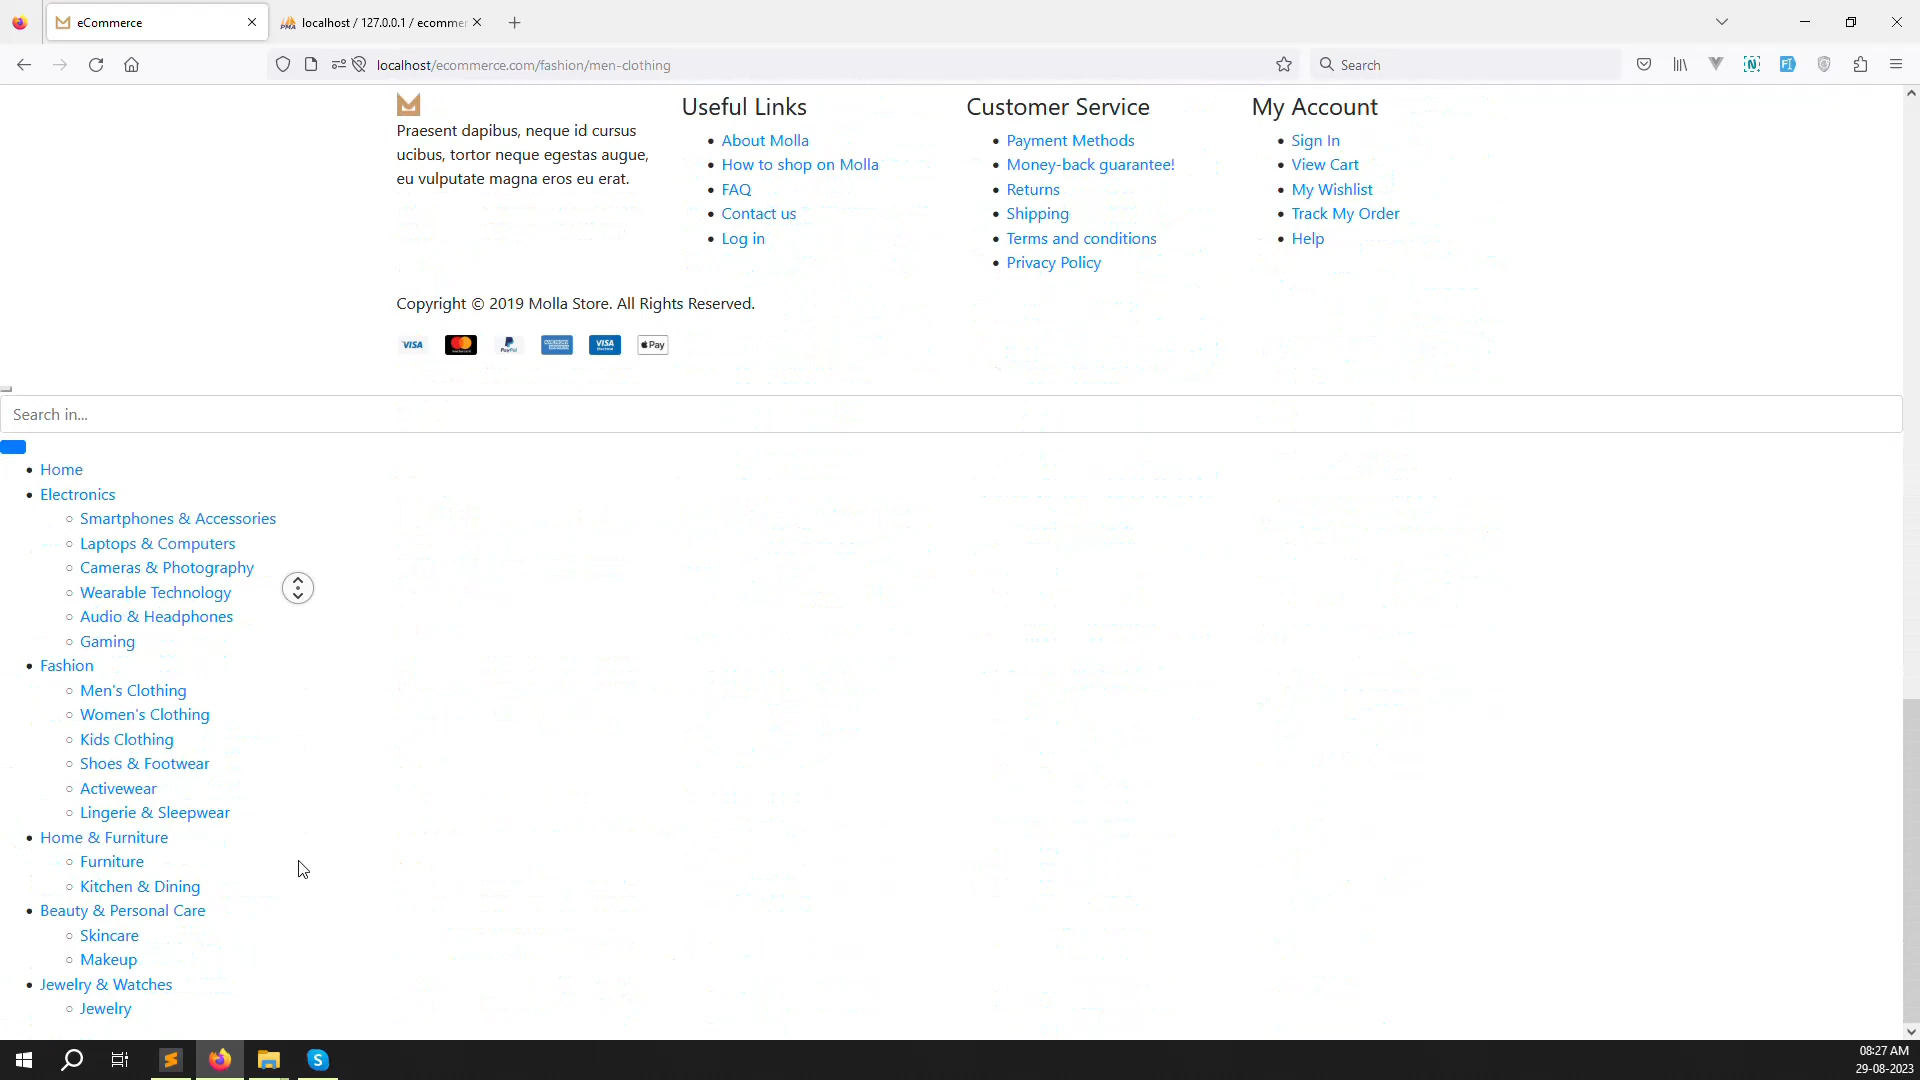 eCommerce
localhost / 127.0.0.1 / ecomme
localhost/ecommerce.com/fashion/men-clothing
Search
Praesent dapibus, neque id cursus
ucibus, tortor neque egestas augue,
eu vulputate magna eros eu erat.
Useful Links
About Molla
How to shop on Molla
FAQ
Contact us
Log in
Customer Service
Payment Methods
Money-back guarantee!
Returns
Shipping
Terms and conditions
Privacy Policy
My Account
Sign In
View Cart
My Wishlist
Track My Order
Help
Copyright © 2019 Molla Store. All Rights Reserved.
VISA PayPal VISA Pay
Search in...
Home
Electronics
Smartphones & Accessories
Laptops & Computers
Cameras & Photography
Wearable Technology
Audio & Headphones
Gaming
Fashion
Men's Clothing
Women's Clothing
Kids Clothing
Shoes & Footwear
Activewear
Lingerie & Sleepwear
Home & Furniture
Furniture
Kitchen & Dining
Beauty & Personal Care
Skincare
Makeup
Jewelry & Watches
Jewelry
08:27 AM
29-08-2023